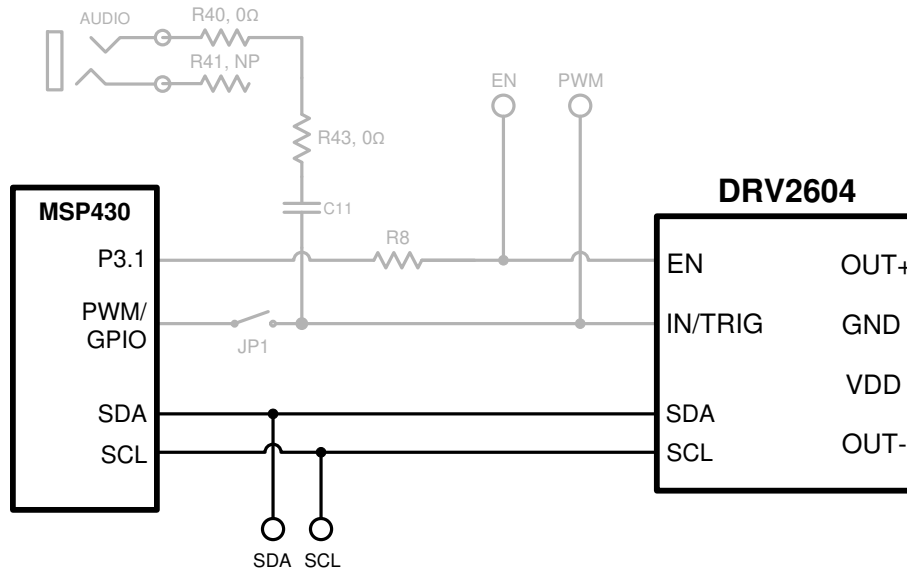 AUDIO
R40, 0Ω
R41, NP
EN
PWM
R43, 0Ω
DRV2604
MSP430
C11
R8
P3.1
EN
OUT+
PWM/
GPIO
JP1
IN/TRIG
GND
VDD
SDA
SDA
SCL
SCL
OUT-
SDA
SCL